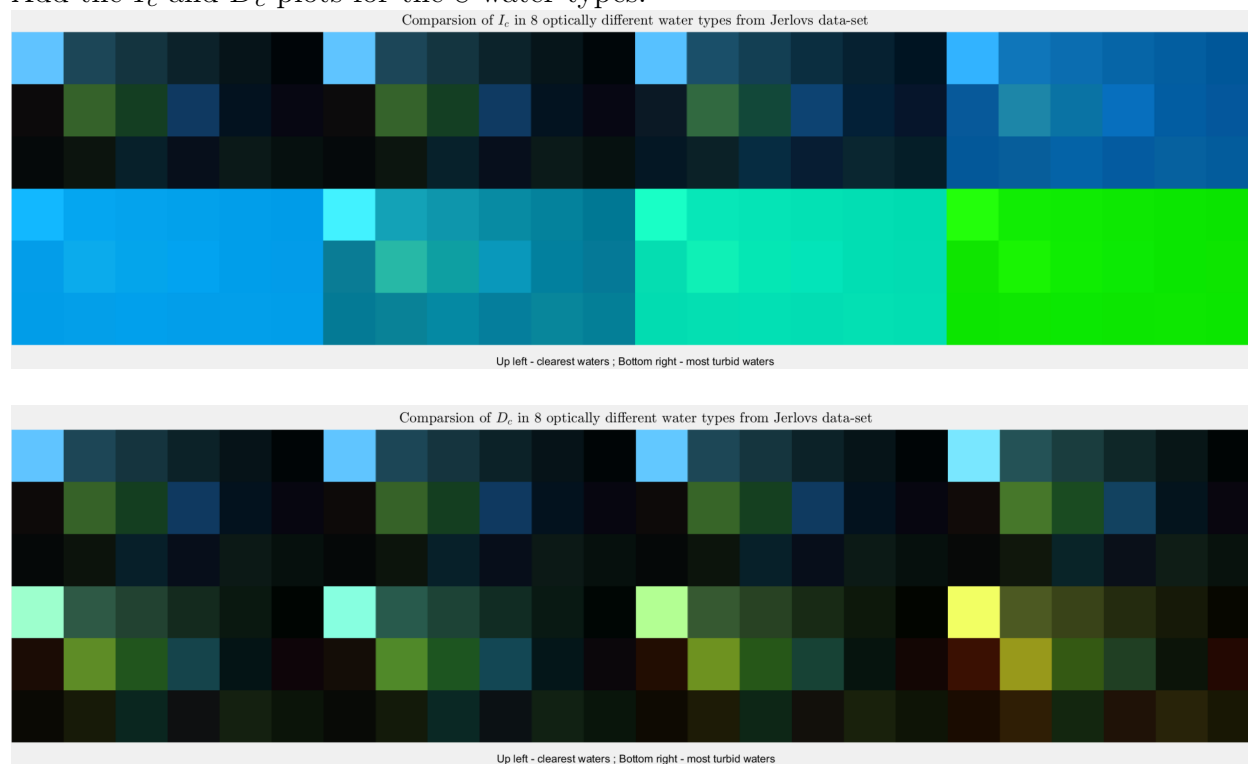 Add the I_c and D_c plots for the 8 water types.
Comparsion of I_c in 8 optically different water types from Jerlovs data-set
Up left - clearest waters ; Bottom right - most turbid waters
Comparsion of D_c in 8 optically different water types from Jerlovs data-set
Up left - clearest waters ; Bottom right - most turbid waters